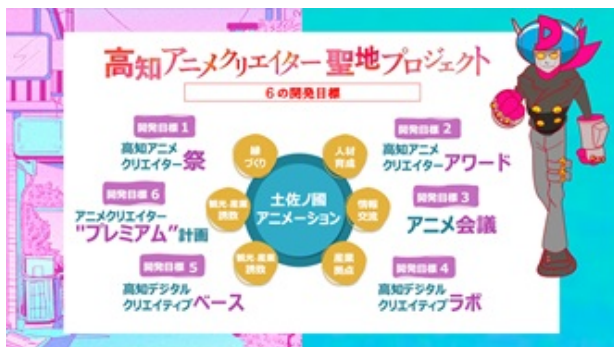 高知アニメクリエイター聖地プロジェクト
6の開発目標
開発目標 1
高知アニメ
クリエイター祭
開発目標 2
高知アニメ
クリエイターアワード
開発目標 3
アニメ会議
開発目標 4
高知デジタル
クリエイティブラボ
開発目標 5
高知デジタル
クリエイティブベース
開発目標 6
アニメクリエイター
"プレミアム"計画
土佐ノ國
アニメーション
縁
づくり
人材
育成
情報
交流
産業
拠点
観光・産業
誘致
観光・産業
誘致